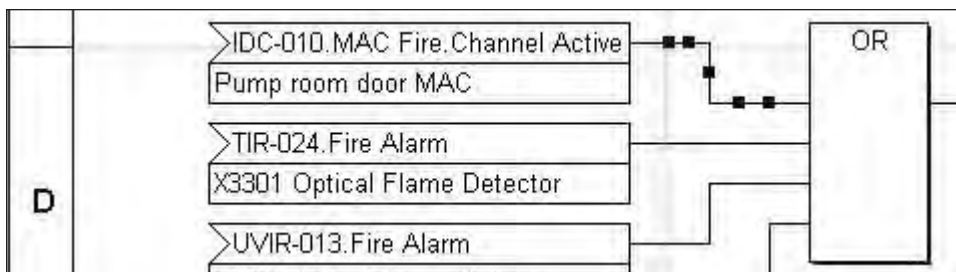 IDC-010.MAC Fire.Channel Active
OR
Pump room door MAC
TIR-024.Fire Alarm
X3301 Optical Flame Detector
D
UVIR-013.Fire Alarm